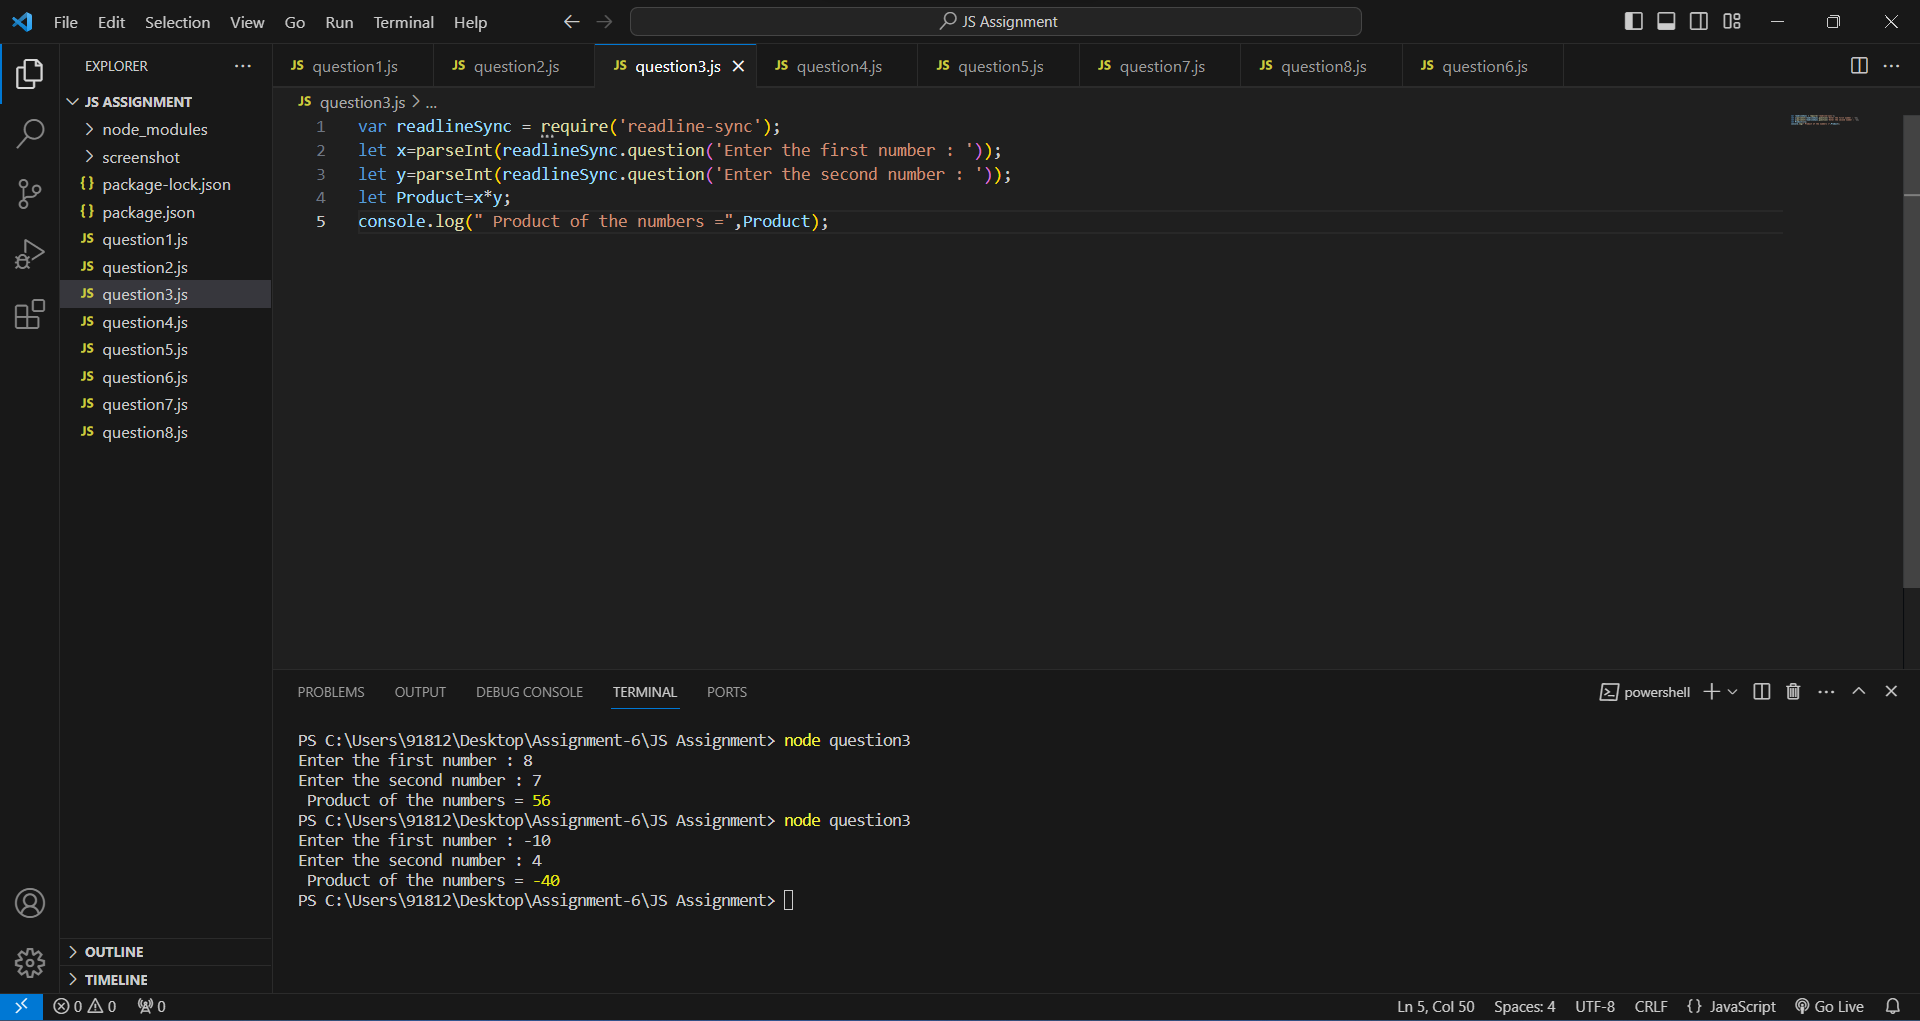 File Edit Selection View Go Run Terminal Help
JS Assignment
EXPLORER
JS ASSIGNMENT
node_modules
screenshot
{} package-lock.json
{} package.json
JS question1.js
JS question2.js
JS question3.js
JS question4.js
JS question5.js
JS question6.js
JS question7.js
JS question8.js
OUTLINE
TIMELINE
JS question1.js JS question2.js JS question3.js JS question4.js JS question5.js JS question7.js JS question8.js JS question6.js
JS question3.js > ...
1 var readlineSync = require('readline-sync');
2 let x=parseInt(readlineSync.question('Enter the first number : '));
3 let y=parseInt(readlineSync.question('Enter the second number : '));
4 let Product=x*y;
5 console.log(" Product of the numbers =",Product);
PROBLEMS OUTPUT DEBUG CONSOLE TERMINAL PORTS
powershell
PS C:\Users\91812\Desktop\Assignment-6\JS Assignment> node question3
Enter the first number : 8
Enter the second number : 7
 Product of the numbers = 56
PS C:\Users\91812\Desktop\Assignment-6\JS Assignment> node question3
Enter the first number : -10
Enter the second number : 4
 Product of the numbers = -40
PS C:\Users\91812\Desktop\Assignment-6\JS Assignment>
0 0 0
Ln 5, Col 50 Spaces: 4 UTF-8 CRLF {} JavaScript Go Live